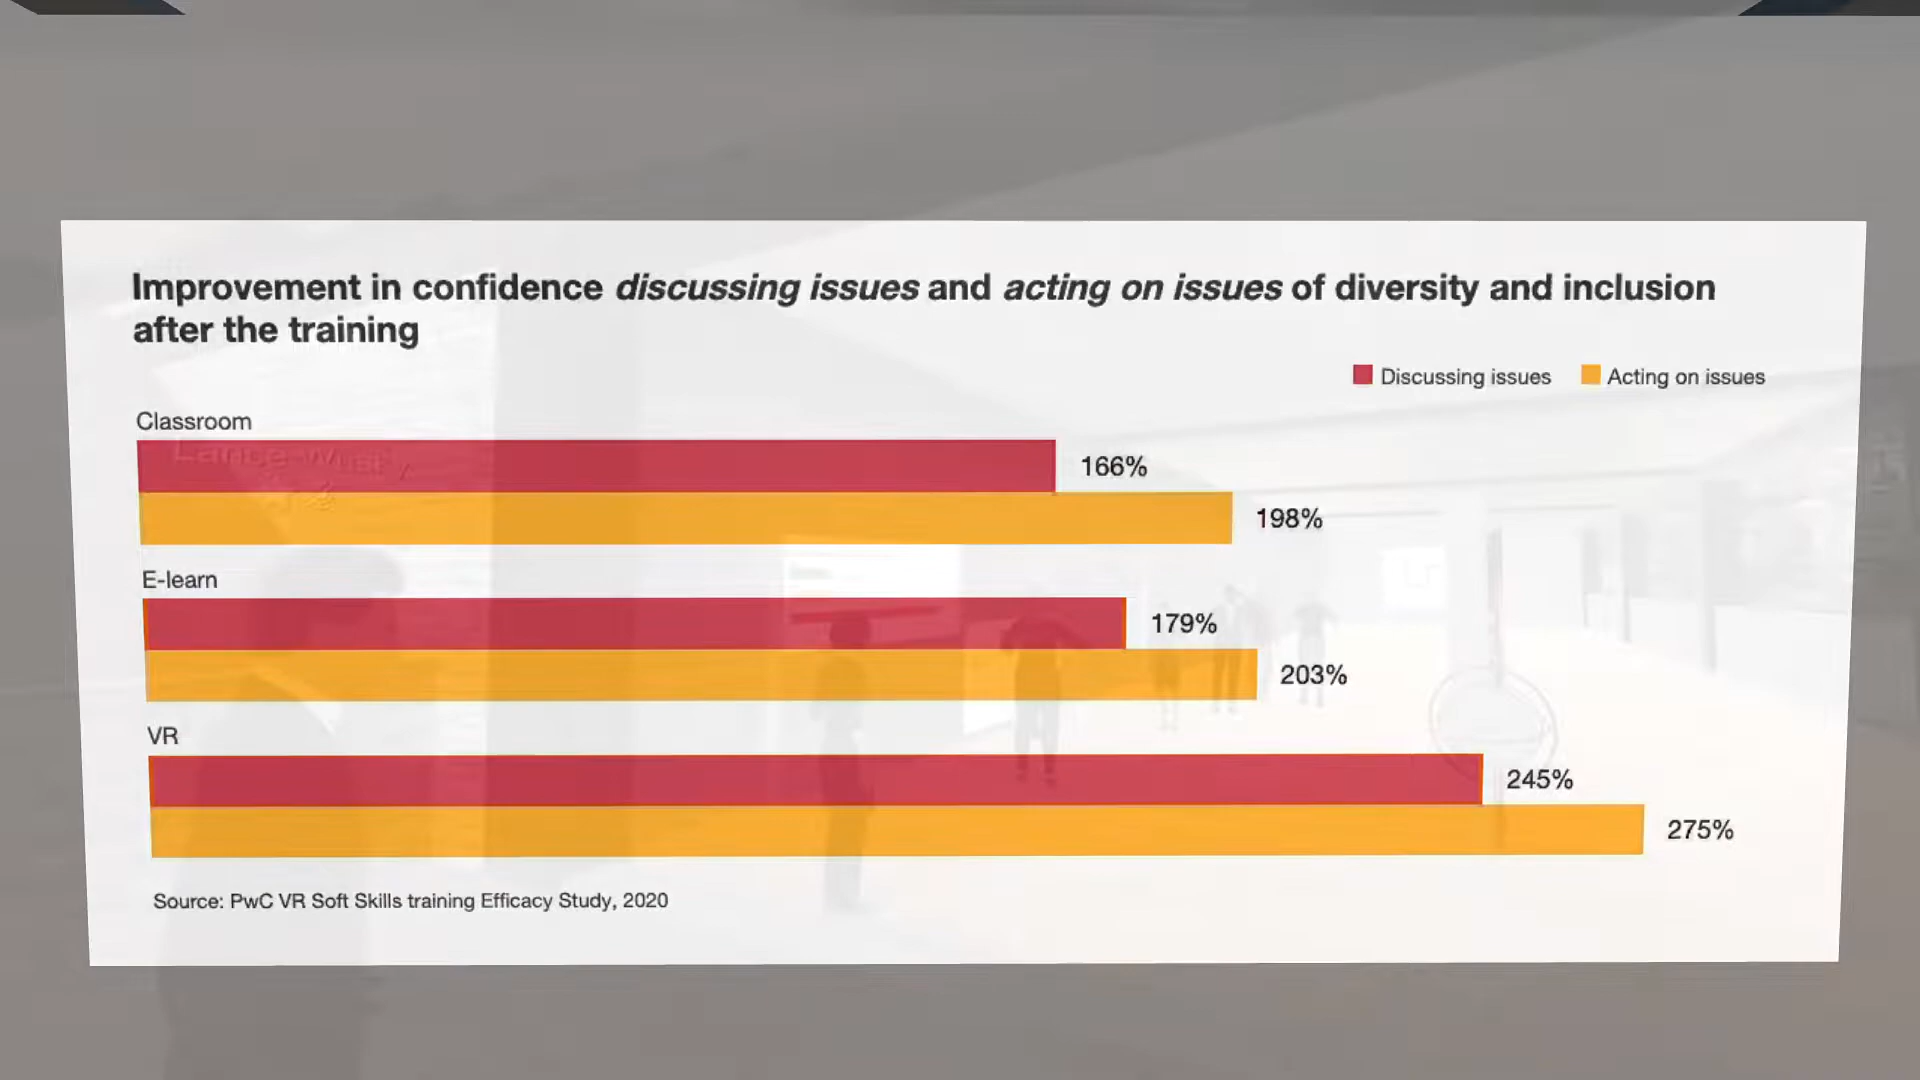 Improvement in confidence discussing issues and acting on issues of diversity and inclusion
after the training
Discussing issues Acting on issues
Classroom
166%
198%
E-learn
179%
203%
VR
245%
275%
Source: PwC VR Soft Skills training Efficacy Study, 2020